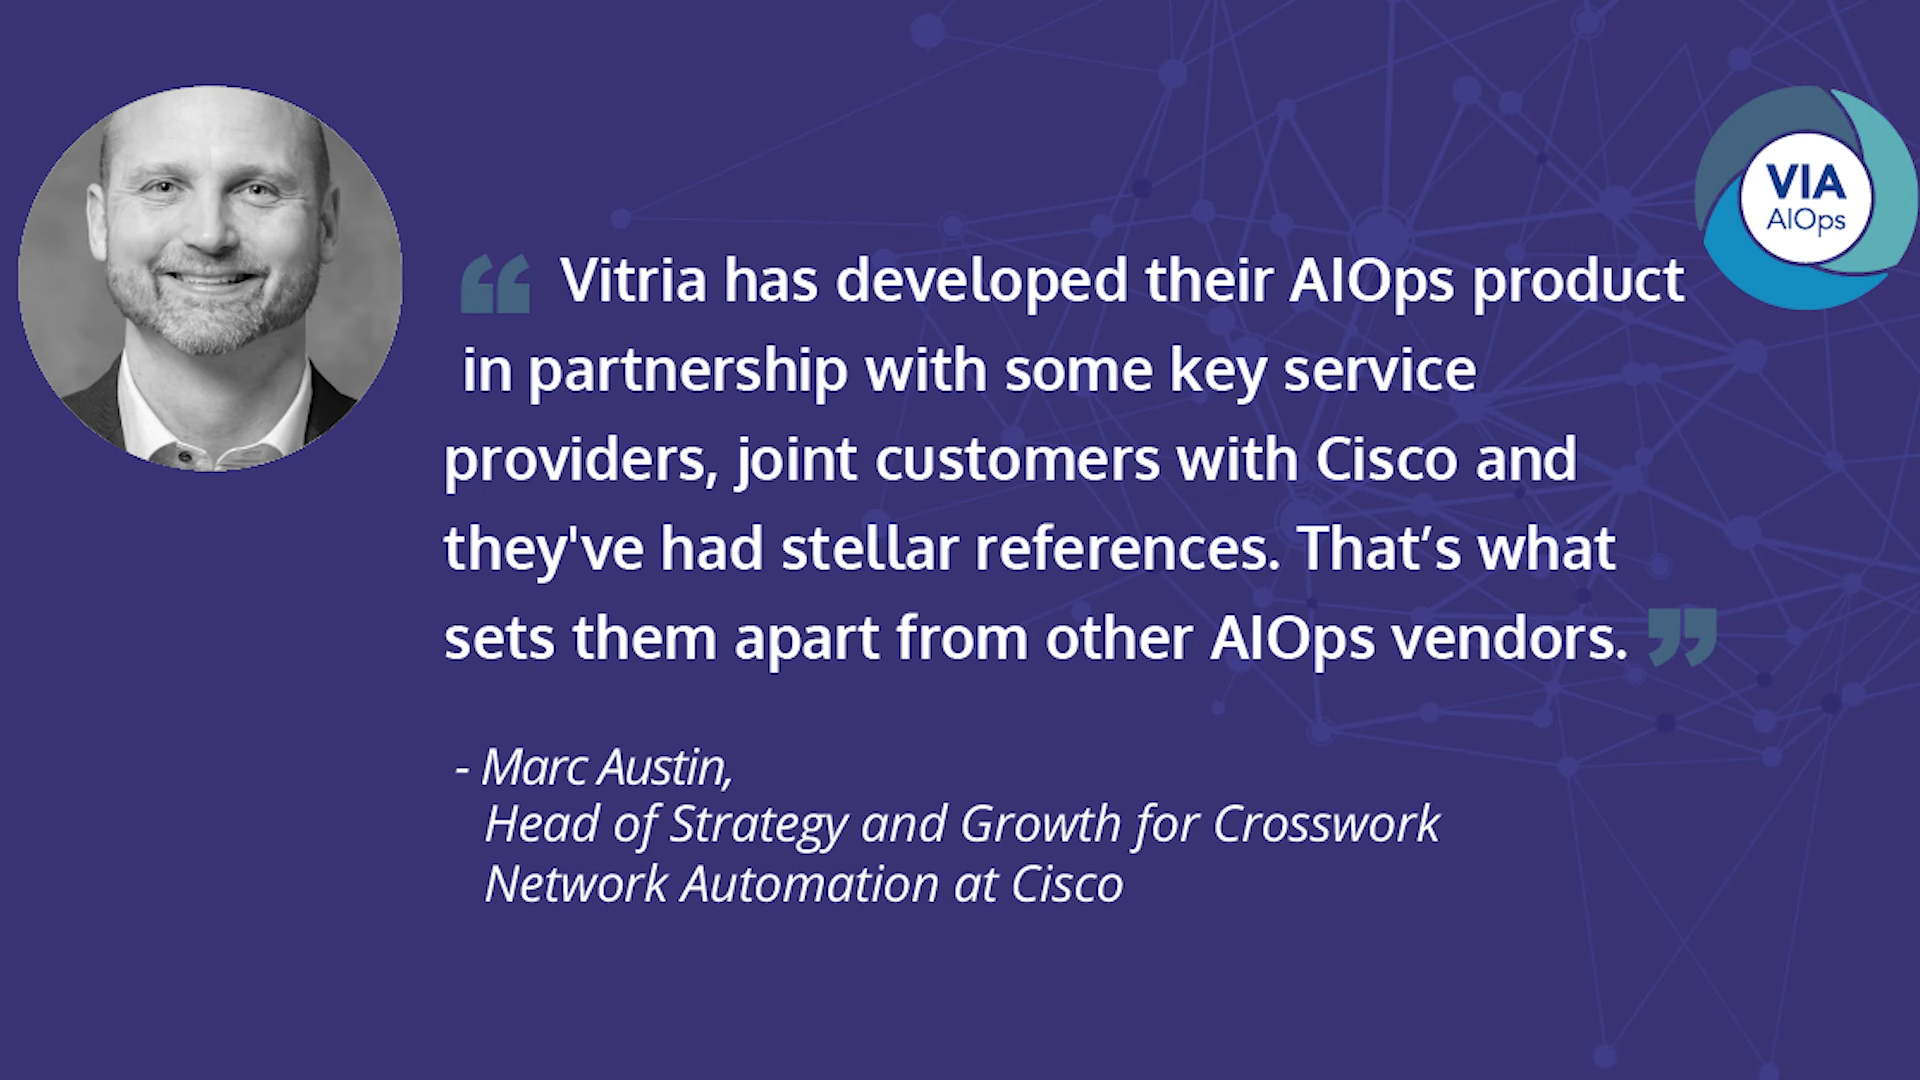 VIA
AIOps
“ Vitria has developed their AIOps product
in partnership with some key service
providers, joint customers with Cisco and
they've had stellar references. That’s what
sets them apart from other AIOps vendors. ”
- Marc Austin,
Head of Strategy and Growth for Crosswork
Network Automation at Cisco